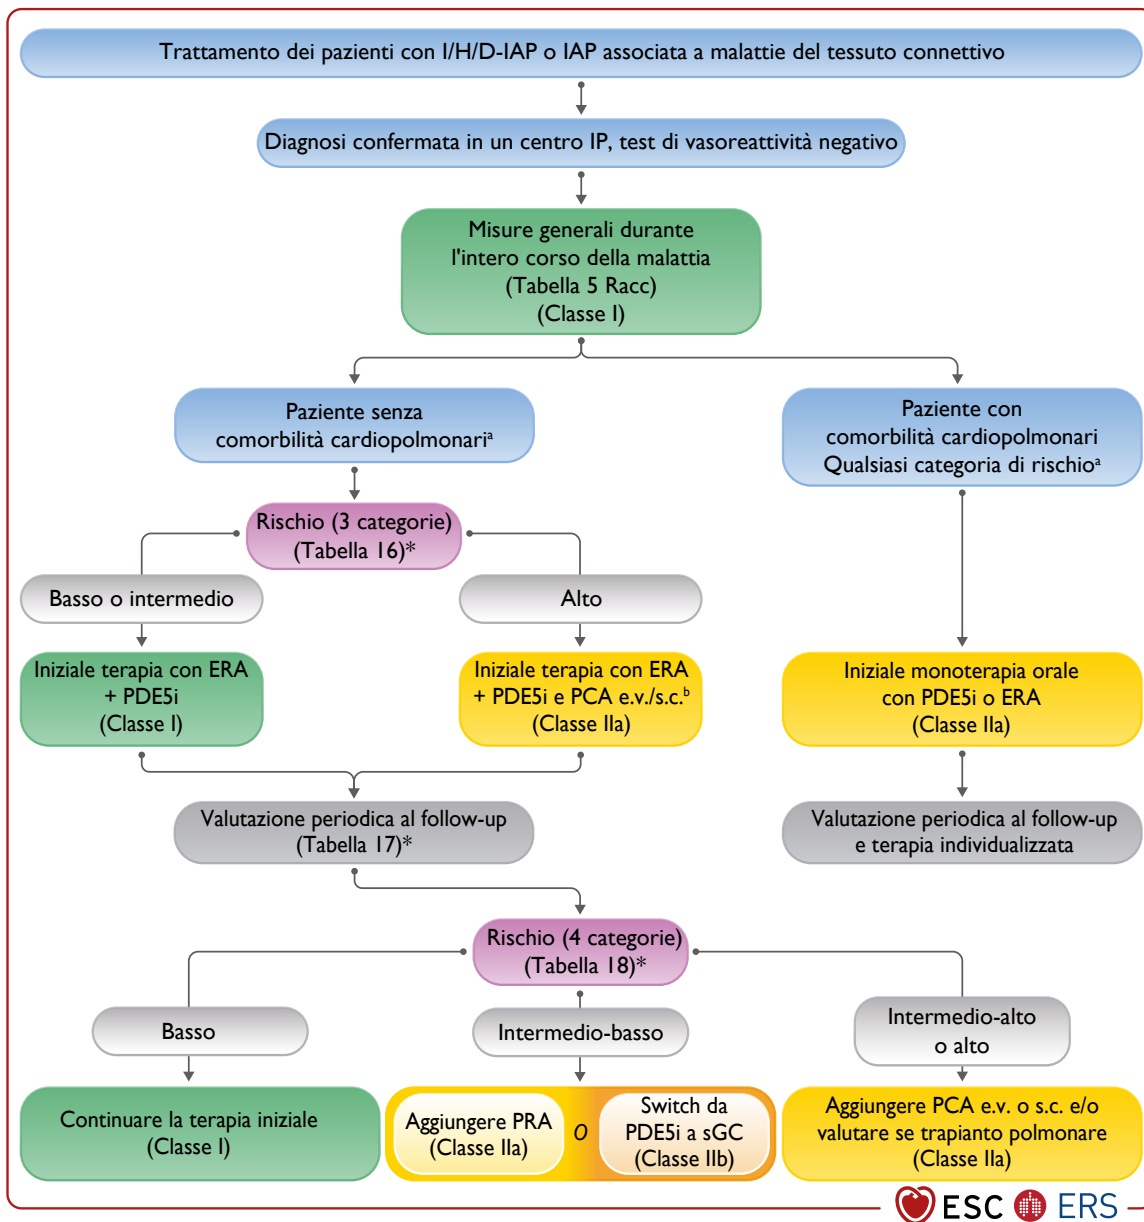 Trattamento dei pazienti con I/H/D-IAP o IAP associata a malattie del tessuto connettivo
Diagnosi confermata in un centro IP, test di vasoreattività negativo
Misure generali durante
l'intero corso della malattia
(Tabella 5 Racc)
(Classe I)
Paziente senza
comorbilità cardiopolmonariᵃ
Paziente con
comorbilità cardiopolmonari
Qualsiasi categoria di rischioᵃ
Rischio (3 categorie)
(Tabella 16)*
Basso o intermedio
Alto
Iniziale terapia con ERA
+ PDE5i
(Classe I)
Iniziale terapia con ERA
+ PDE5i e PCA e.v./s.c.ᵇ
(Classe IIa)
Iniziale monoterapia orale
con PDE5i o ERA
(Classe IIa)
Valutazione periodica al follow-up
(Tabella 17)*
Valutazione periodica al follow-up
e terapia individualizzata
Rischio (4 categorie)
(Tabella 18)*
Basso
Intermedio-basso
Intermedio-alto
o alto
Continuare la terapia iniziale
(Classe I)
Aggiungere PRA
(Classe IIa)
O
Switch da
PDE5i a sGC
(Classe IIb)
Aggiungere PCA e.v. o s.c. e/o
valutare se trapianto polmonare
(Classe IIa)
ESC ERS